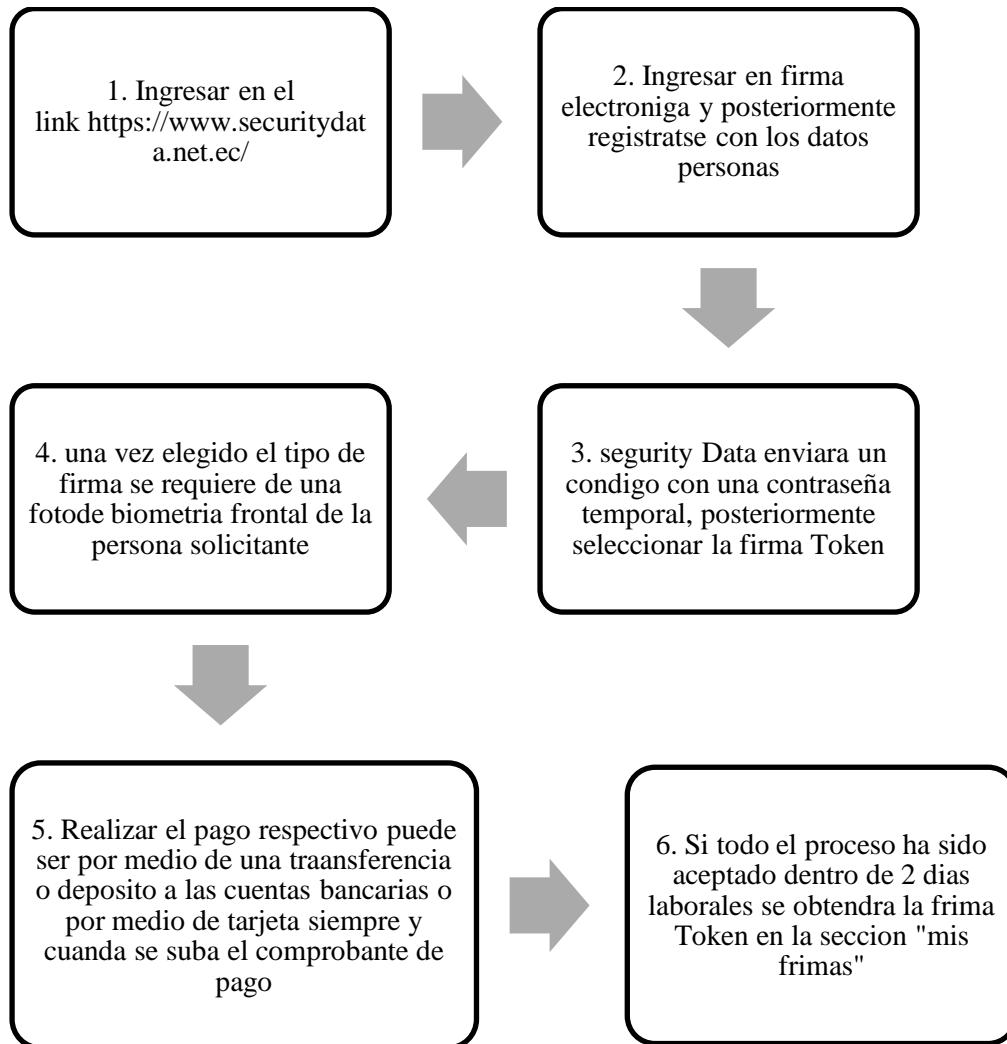 1. Ingresar en el
link https://www.securitydat
a.net.ec/
2. Ingresar en firma
electroniga y posteriormente
registratse con los datos
personas
3. segurity Data enviara un
condigo con una contraseña
temporal, posteriormente
seleccionar la firma Token
4. una vez elegido el tipo de
firma se requiere de una
fotode biometria frontal de la
persona solicitante
5. Realizar el pago respectivo puede
ser por medio de una traansferencia
o deposito a las cuentas bancarias o
por medio de tarjeta siempre y
cuanda se suba el comprobante de
pago
6. Si todo el proceso ha sido
aceptado dentro de 2 dias
laborales se obtendra la frima
Token en la seccion "mis
frimas"